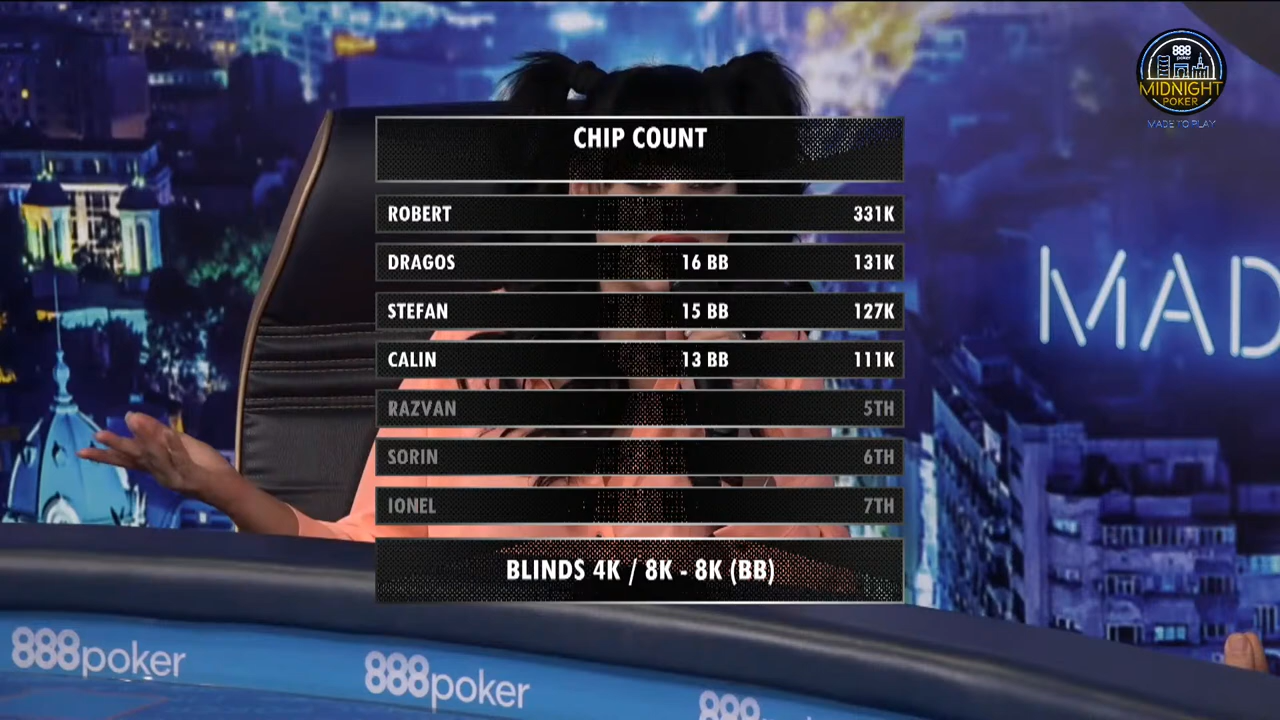 888
poker
MIDNIGHT
POKER
MADE TO PLAY
CHIP COUNT
ROBERT 331K
DRAGOS 16 BB 131K
STEFAN 15 BB 127K
CALIN 13 BB 111K
RAZVAN 5TH
SORIN 6TH
IONEL 7TH
BLINDS 4K / 8K - 8K (BB)
MAD
888poker
888poker
888